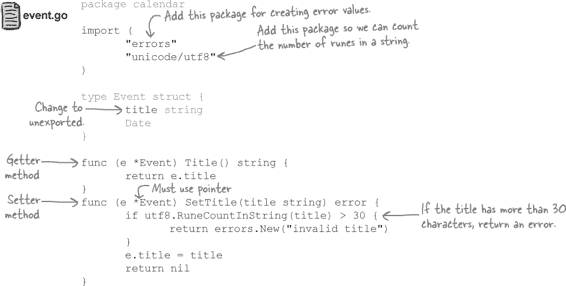 event.go
package calendar
Add this package for creating error values.
import (
"errors"
"unicode/utf8"
Add this package so we can count
the number of runes in a string.
)
type Event struct {
Change to
unexported.
title string
Date
}
Getter
method
func (e *Event) Title() string {
return e.title
}
Must use pointer
Setter
method
func (e *Event) SetTitle(title string) error {
if utf8.RuneCountInString(title) > 30 {
return errors.New("invalid title")
If the title has more than 30
characters, return an error.
}
e.title = title
return nil
}